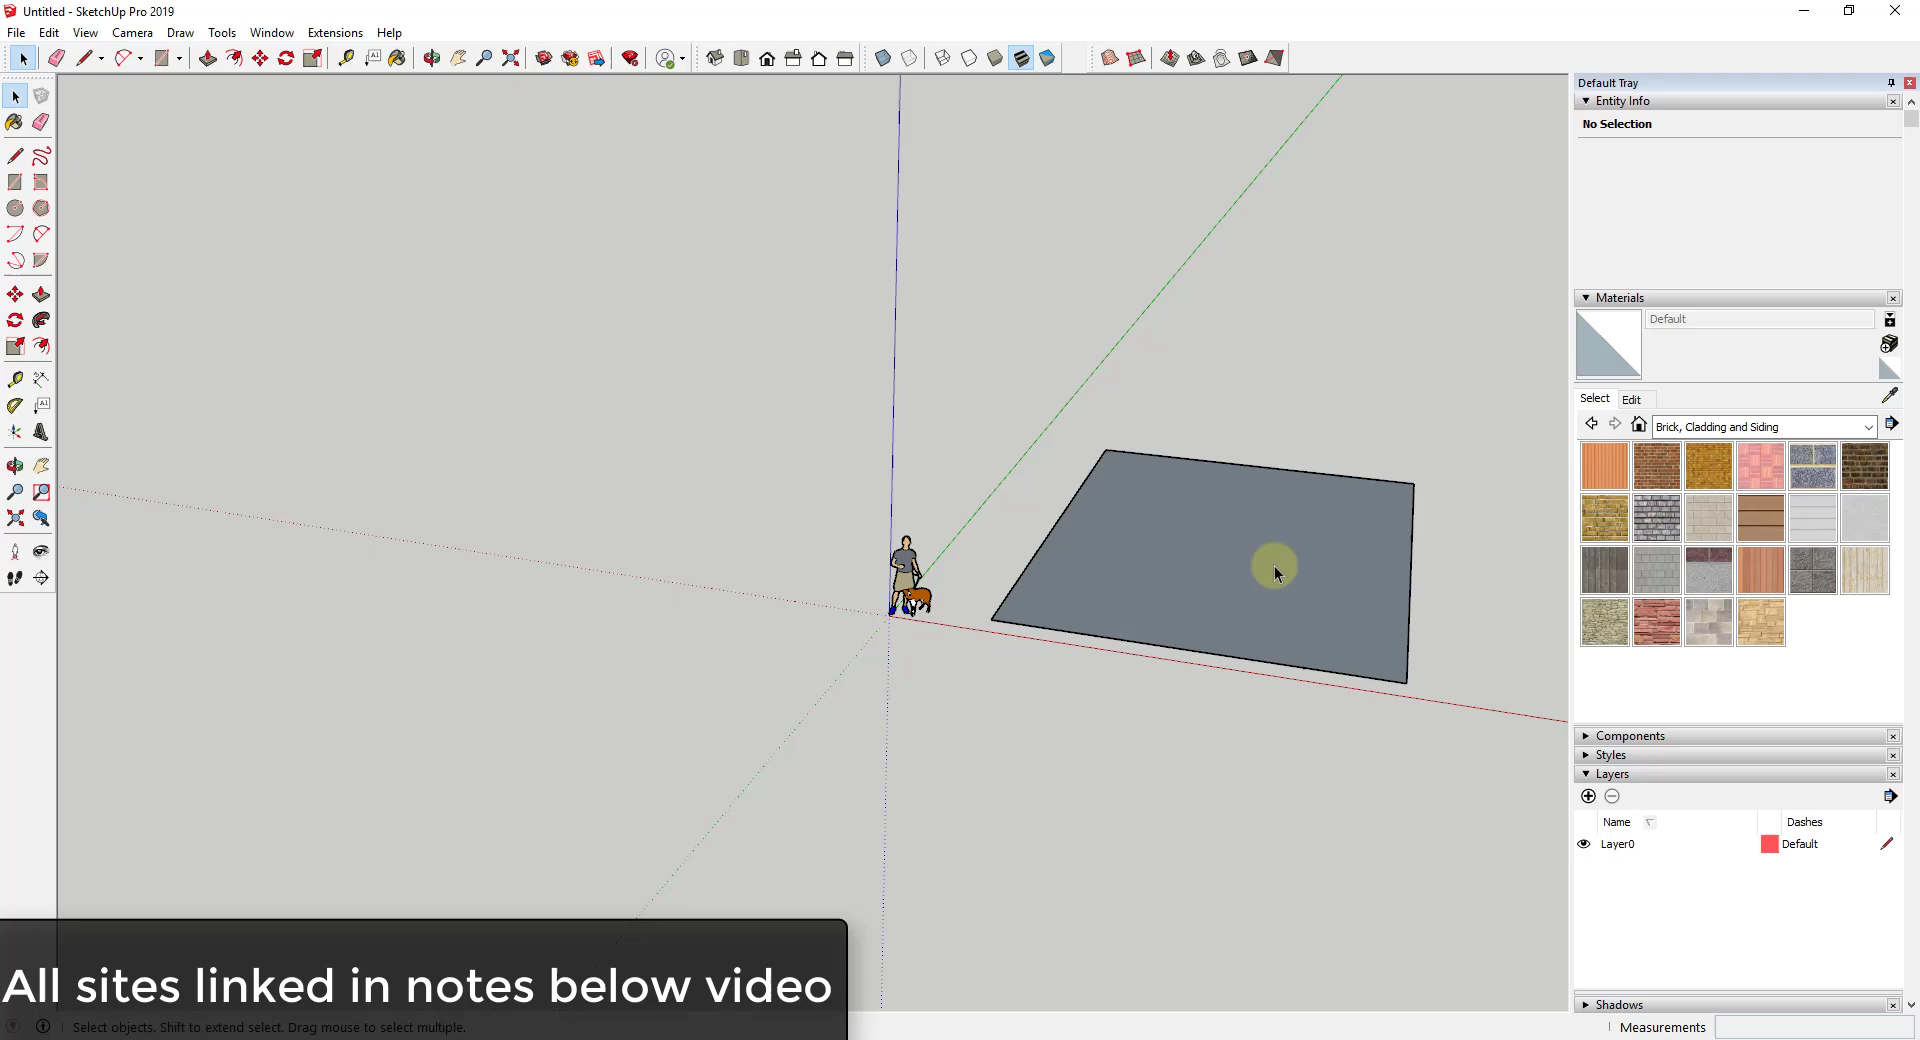 Untitled - SketchUp Pro 2019
File Edit View Camera Draw Tools Window Extensions Help
Default Tray
Entity Info
No Selection
Materials
Default
Select Edit
Brick, Cladding and Siding
Components
Styles
Layers
Name Dashes
Layer0 Default
Shadows
All sites linked in notes below video
Select objects. Shift to extend select. Drag mouse to select multiple.
Measurements